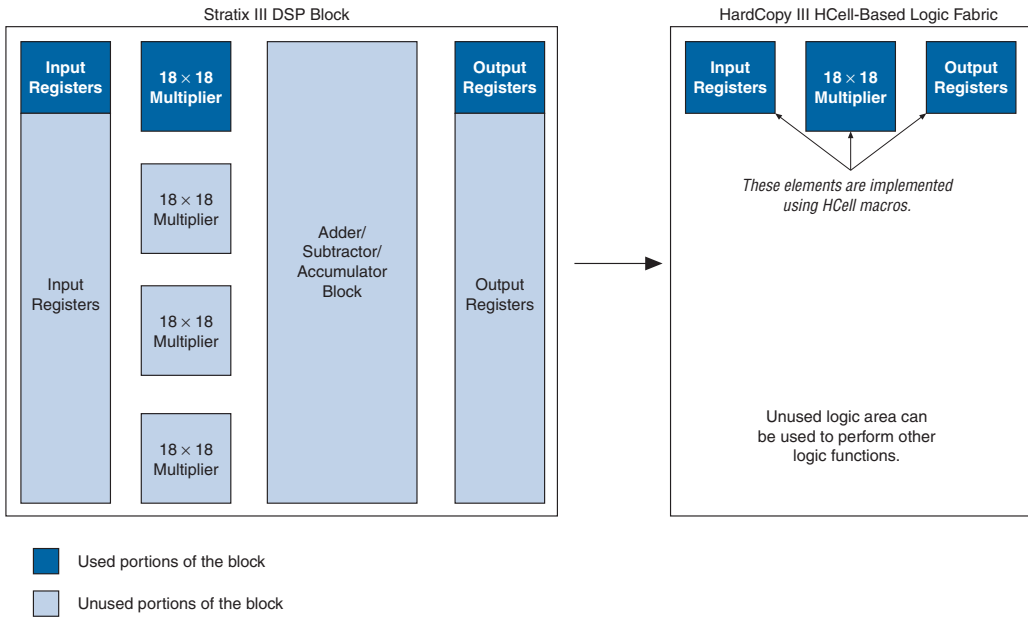 Stratix III DSP Block
Input
Registers
18 × 18
Multiplier
Output
Registers
18 × 18
Multiplier
Adder/
Subtractor/
Accumulator
Block
Input
Registers
Output
Registers
18 × 18
Multiplier
18 × 18
Multiplier
HardCopy III HCell-Based Logic Fabric
Input
Registers
18 × 18
Multiplier
Output
Registers
These elements are implemented
using HCell macros.
Unused logic area can
be used to perform other
logic functions.
Used portions of the block
Unused portions of the block